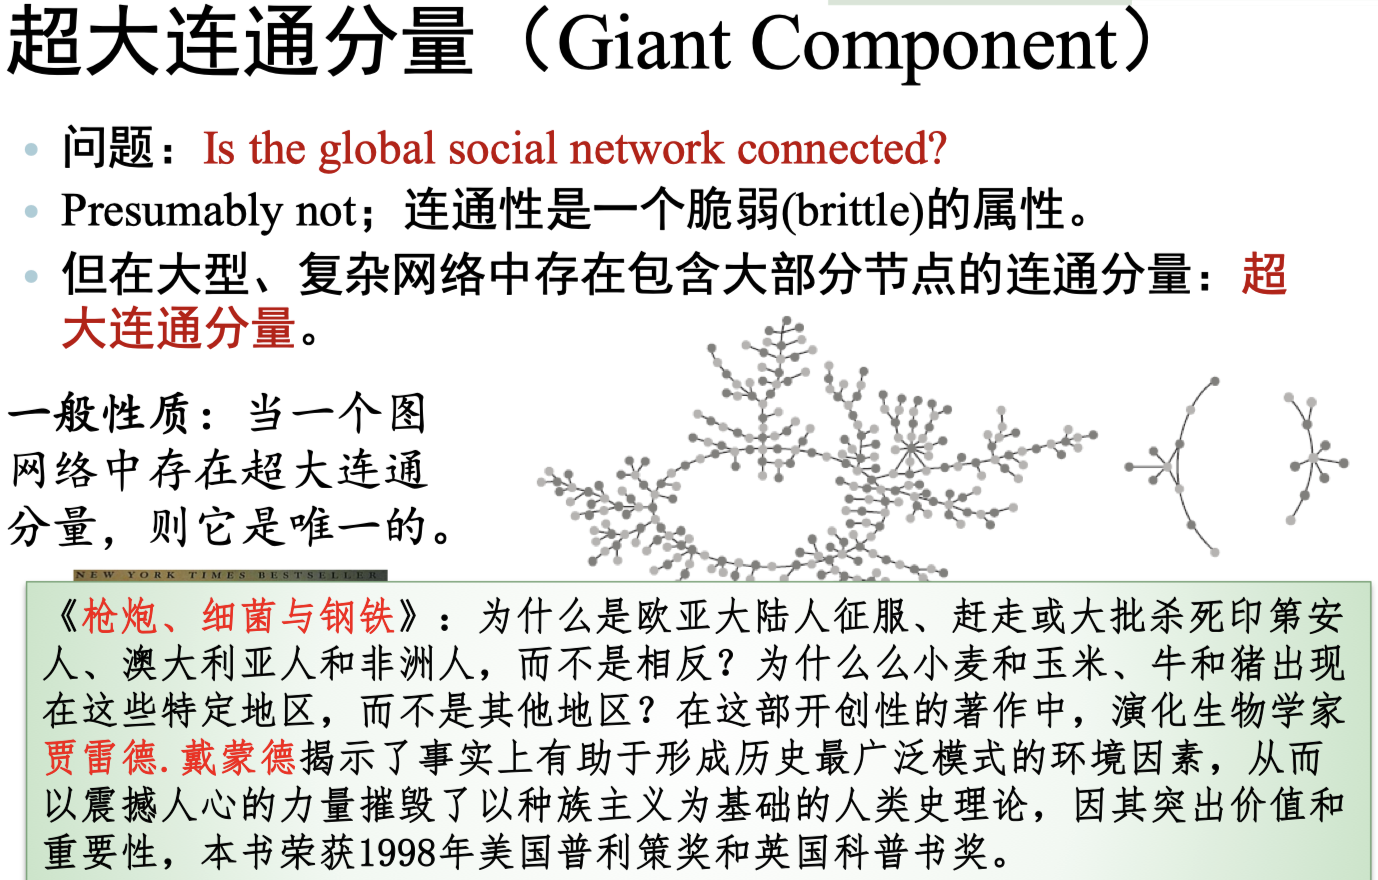 超大连通分量（Giant Component）
问题：Is the global social network connected?
Presumably not；连通性是一个脆弱(brittle)的属性。
但在大型、复杂网络中存在包含大部分节点的连通分量：超
大连通分量。
一般性质：当一个图
网络中存在超大连通
分量，则它是唯一的。
NEW YORK TIMES BESTSELLER
《枪炮、细菌与钢铁》：为什么是欧亚大陆人征服、赶走或大批杀死印第安
人、澳大利亚人和非洲人，而不是相反？为什么么小麦和玉米、牛和猪出现
在这些特定地区，而不是其他地区？在这部开创性的著作中，演化生物学家
贾雷德.戴蒙德揭示了事实上有助于形成历史最广泛模式的环境因素，从而
以震撼人心的力量摧毁了以种族主义为基础的人类史理论，因其突出价值和
重要性，本书荣获1998年美国普利策奖和英国科普书奖。